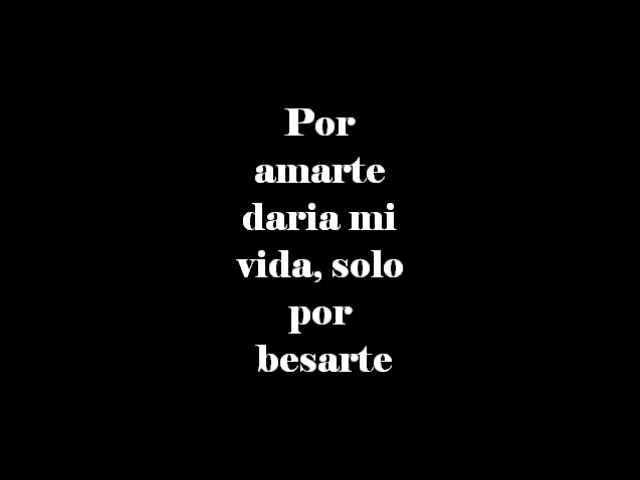 Por
amarte
daria mi
vida, solo
por
besarte